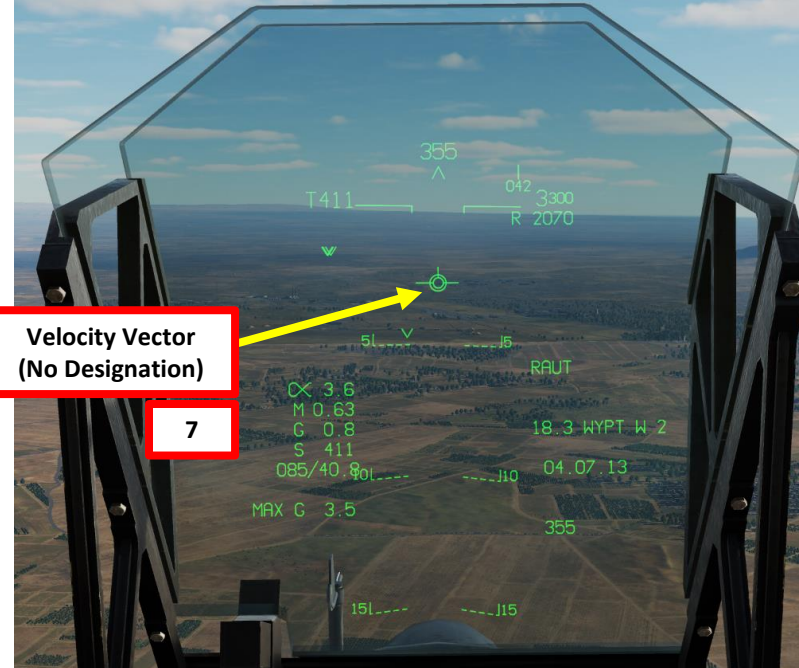 355
042
T411
3300
R 2070
Velocity Vector
(No Designation)
5 5
RAUT
α 3.6
M 0.63
7
G 0.8
18.3 WYPT W 2
S 411
085/40.8
04.07.13
10 10
MAX G 3.5
355
15 15